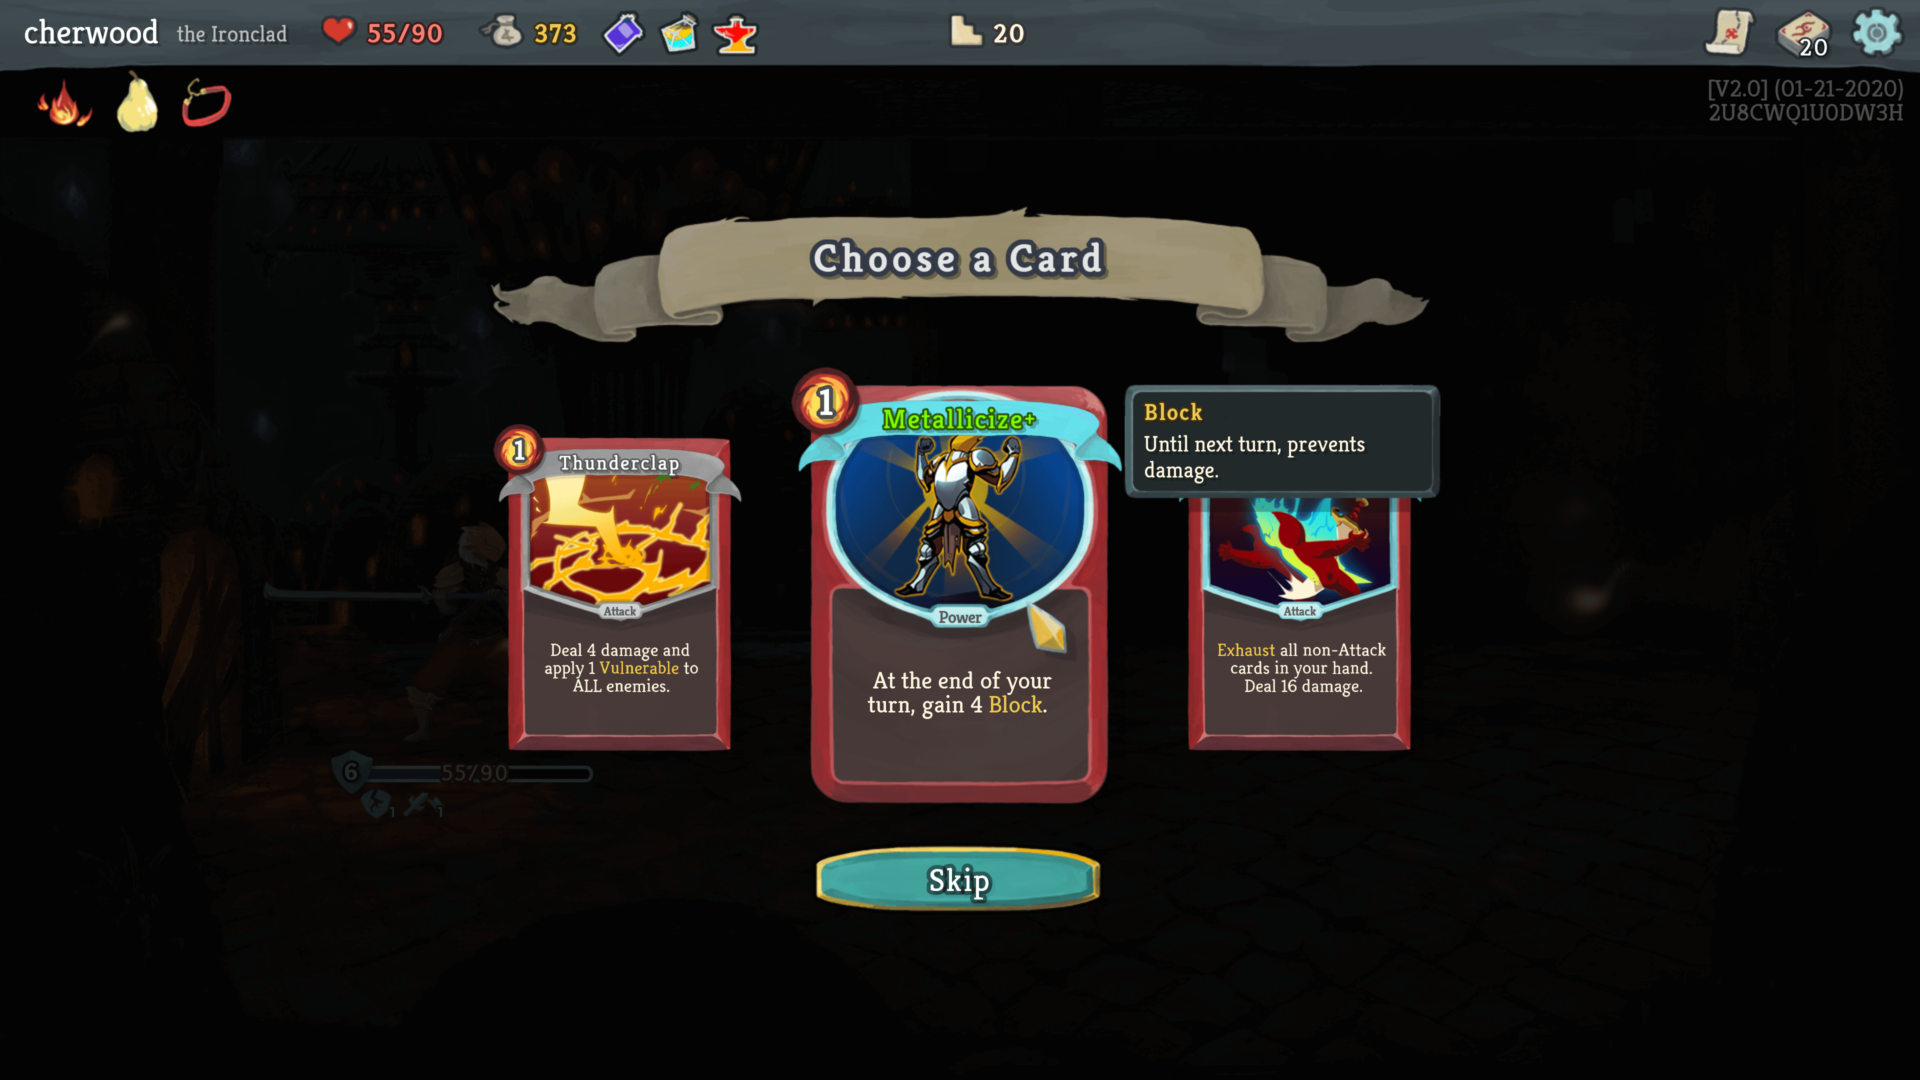 cherwood the Ironclad 55/90 373 20 20
[V2.0] (01-21-2020)
2U8CWQ1U0DW3H
Choose a Card
1
Thunderclap
Attack
Deal 4 damage and
apply 1 Vulnerable to
ALL enemies.
1
Metallicize+
Power
At the end of your
turn, gain 4 Block.
Block
Until next turn, prevents
damage.
Attack
Exhaust all non-Attack
cards in your hand.
Deal 16 damage.
6 55/90
1 1
Skip